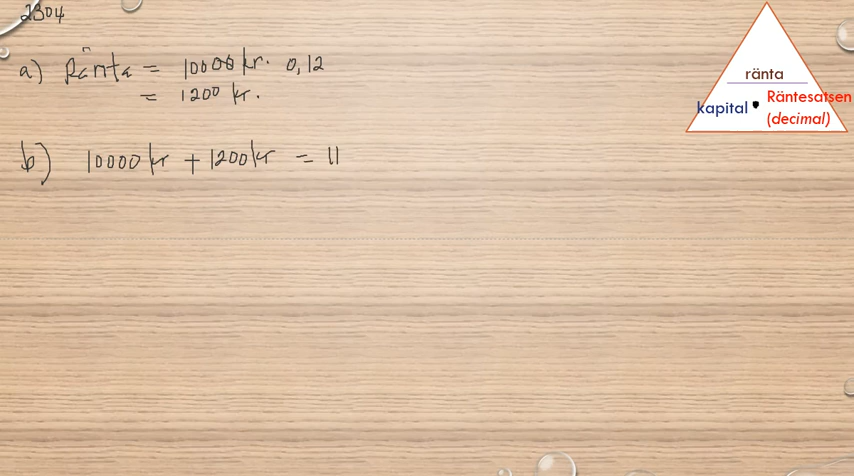 2304
a) Ränta = 10000 kr. 0,12
= 1200 kr.
b) 10000 kr + 1200 kr = 11
ränta
kapital • Räntesatsen
(decimal)